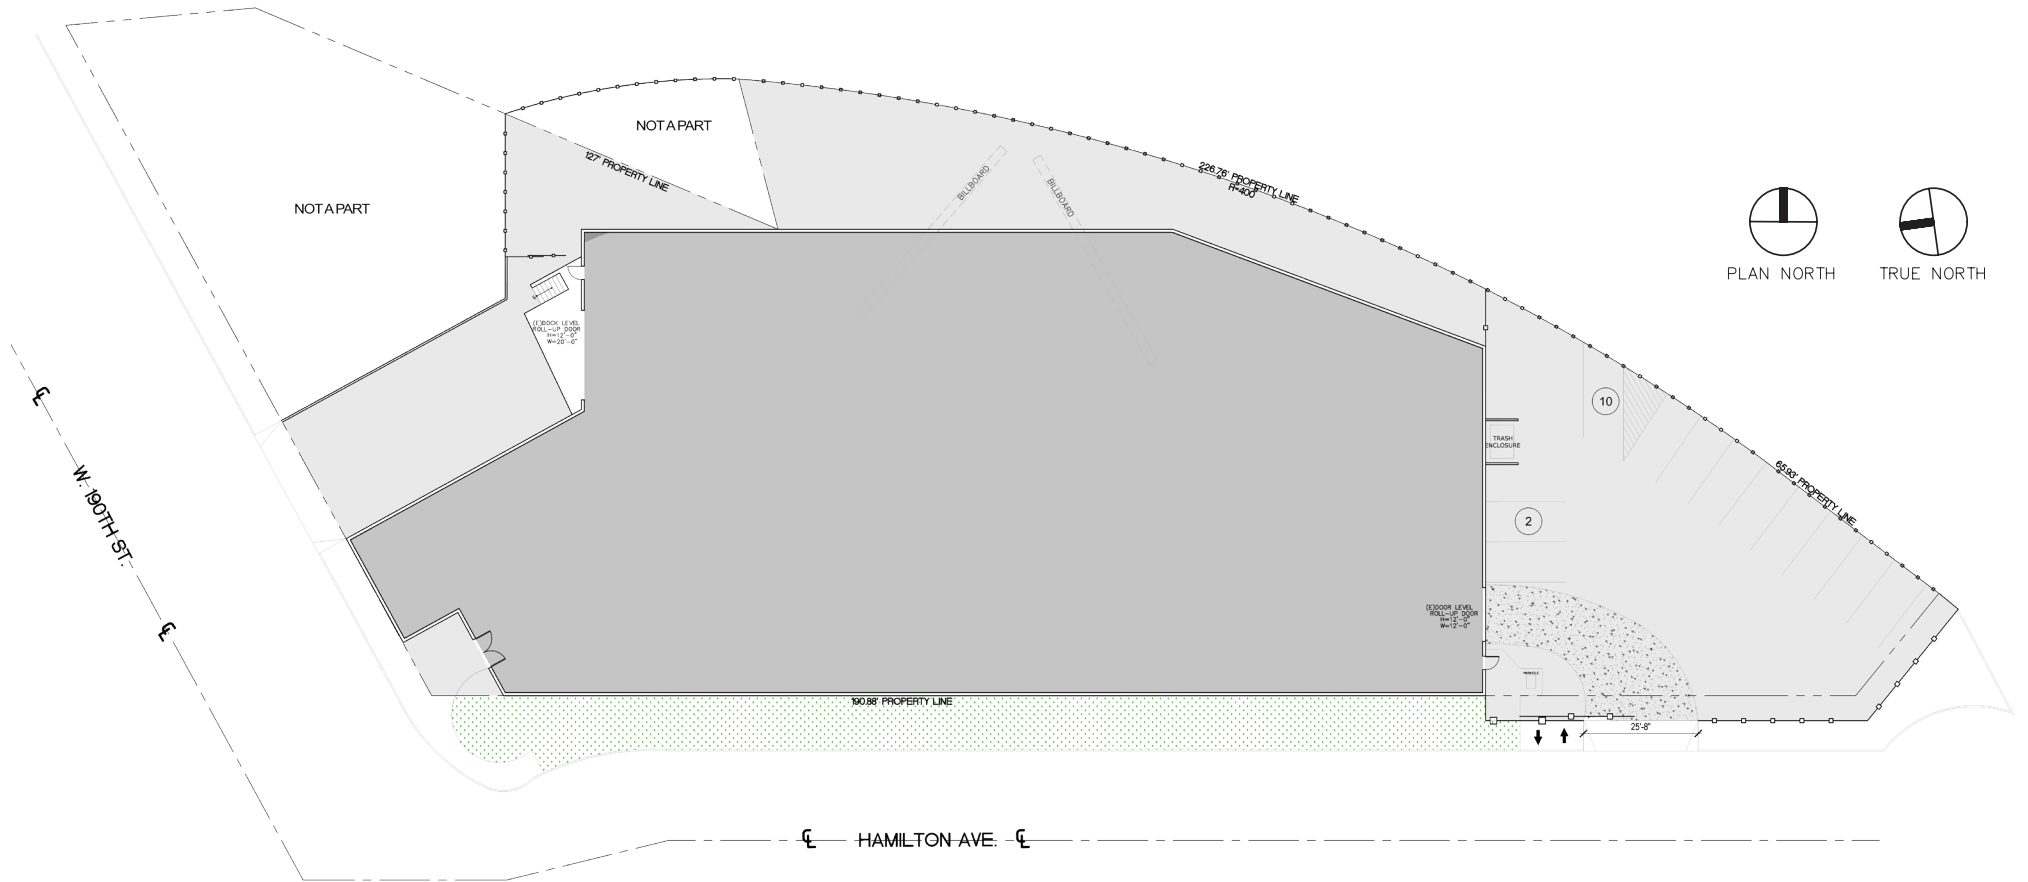 NOT A PART
127' PROPERTY LINE
NOT A PART
BILLBOARD
BILLBOARD
226.76' PROPERTY LINE
R=400'
PLAN NORTH
TRUE NORTH
(E)DOCK LEVEL
ROLL-UP DOOR
H=12'-0"
W=20'-0"
10
TRASH
ENCLOSURE
65.93' PROPERTY LINE
2
W. 190TH ST.
(E)DOOR LEVEL
ROLL-UP DOOR
H=12'-0"
W=12'-0"
190.88' PROPERTY LINE
25'-8"
HAMILTON AVE.